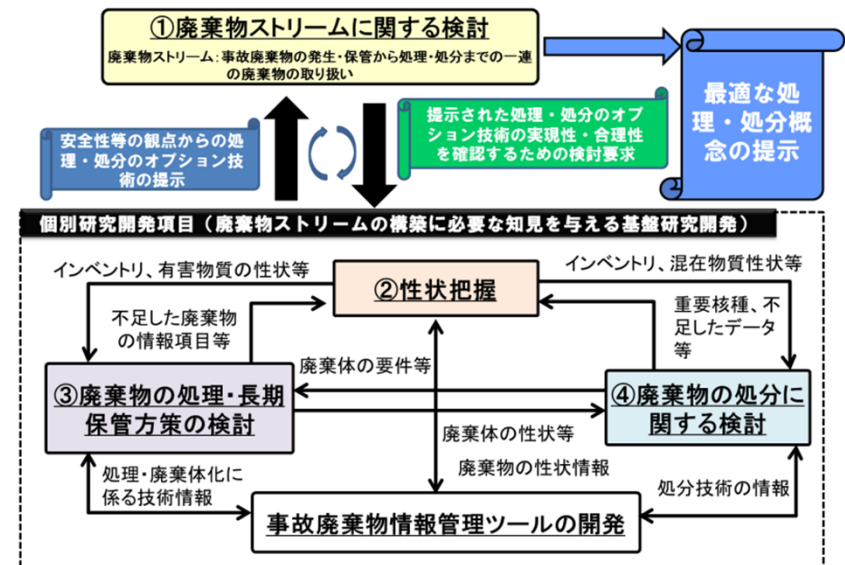 ①廃棄物ストリームに関する検討
廃棄物ストリーム：事故廃棄物の発生・保管から処理・処分までの一連
の廃棄物の取り扱い
最適な処
理・処分概
念の提示
安全性等の観点からの処
理・処分のオプション技
術の提示
提示された処理・処分のオプ
ション技術の実現性・合理性
を確認するための検討要求
個別研究開発項目（廃棄物ストリームの構築に必要な知見を与える基盤研究開発）
インベントリ、有害物質の性状等
②性状把握
インベントリ、混在物質性状等
不足した廃棄物
の情報項目等
重要核種、不
足したデータ
等
廃棄体の要件等
③廃棄物の処理・長期
保管方策の検討
④廃棄物の処分に
関する検討
廃棄体の性状等
処理・廃棄体化に
係る技術情報
廃棄物の性状情報
処分技術の情報
事故廃棄物情報管理ツールの開発